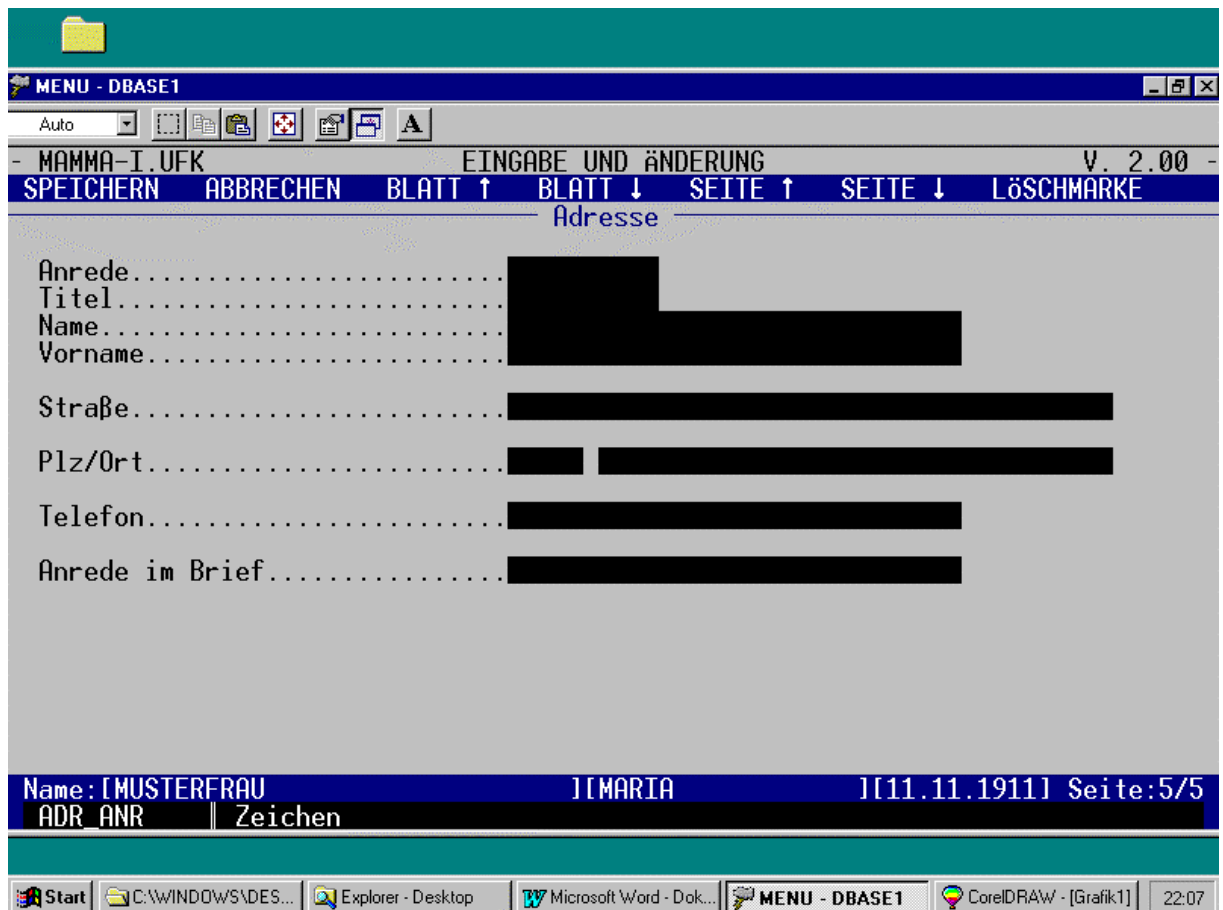 MENU - DBASE1
Auto
A
- MAMMA-I.UFK EINGABE UND äNDERUNG V. 2.00 -
SPEICHERN ABBRECHEN BLATT ↑ BLATT ↓ SEITE ↑ SEITE ↓ LöSCHMARKE
Adresse
Anrede.........................
Titel..........................
Name...........................
Vorname........................
Straße.........................
Plz/Ort........................
Telefon........................
Anrede im Brief................
Name:[MUSTERFRAU ][MARIA ][11.11.1911] Seite:5/5
ADR_ANR ║ Zeichen
Start C:\WINDOWS\DES... Explorer - Desktop Microsoft Word - Dok... MENU - DBASE1 CorelDRAW - [Grafik1] 22:07